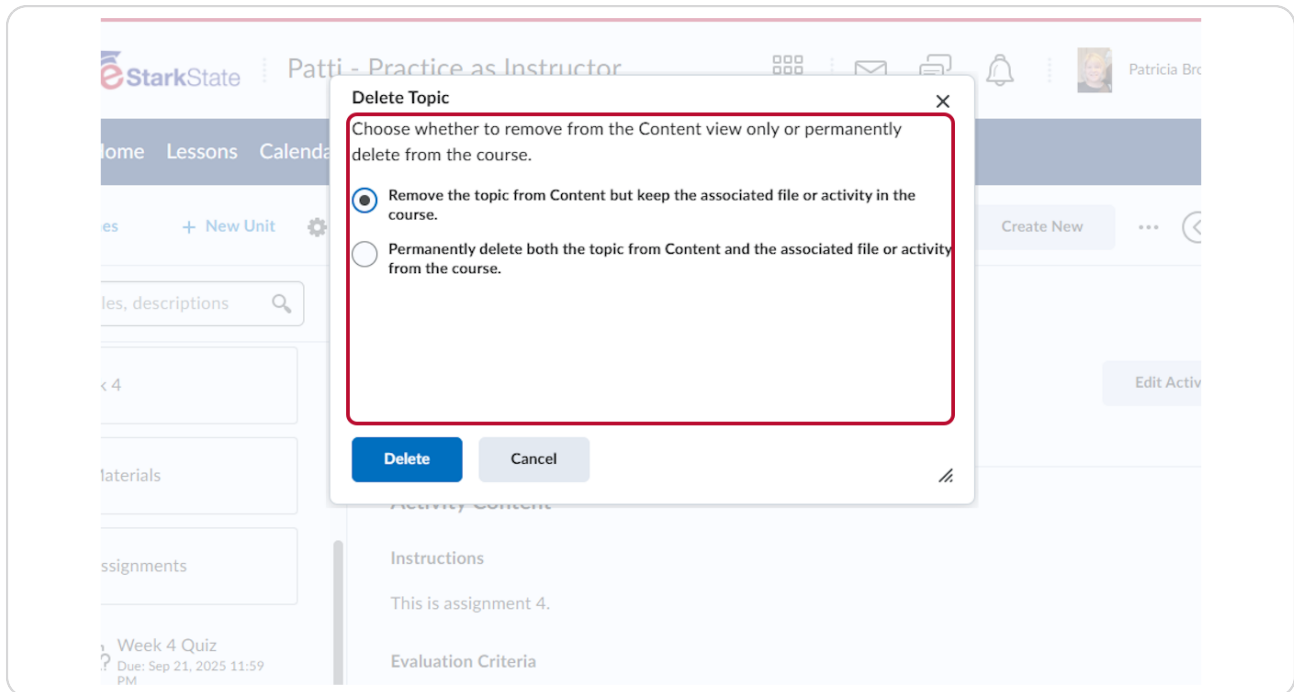 eStarkState
Patti - Practice as Instructor
Patricia Bro
Delete Topic
Choose whether to remove from the Content view only or permanently
delete from the course.
Remove the topic from Content but keep the associated file or activity in the
course.
Permanently delete both the topic from Content and the associated file or activity
from the course.
Delete
Cancel
ome Lessons Calenda
es
+ New Unit
Create New
les, descriptions
k 4
Edit Activ
Materials
ssignments
Activity Content
Instructions
This is assignment 4.
Week 4 Quiz
Due: Sep 21, 2025 11:59
PM
Evaluation Criteria